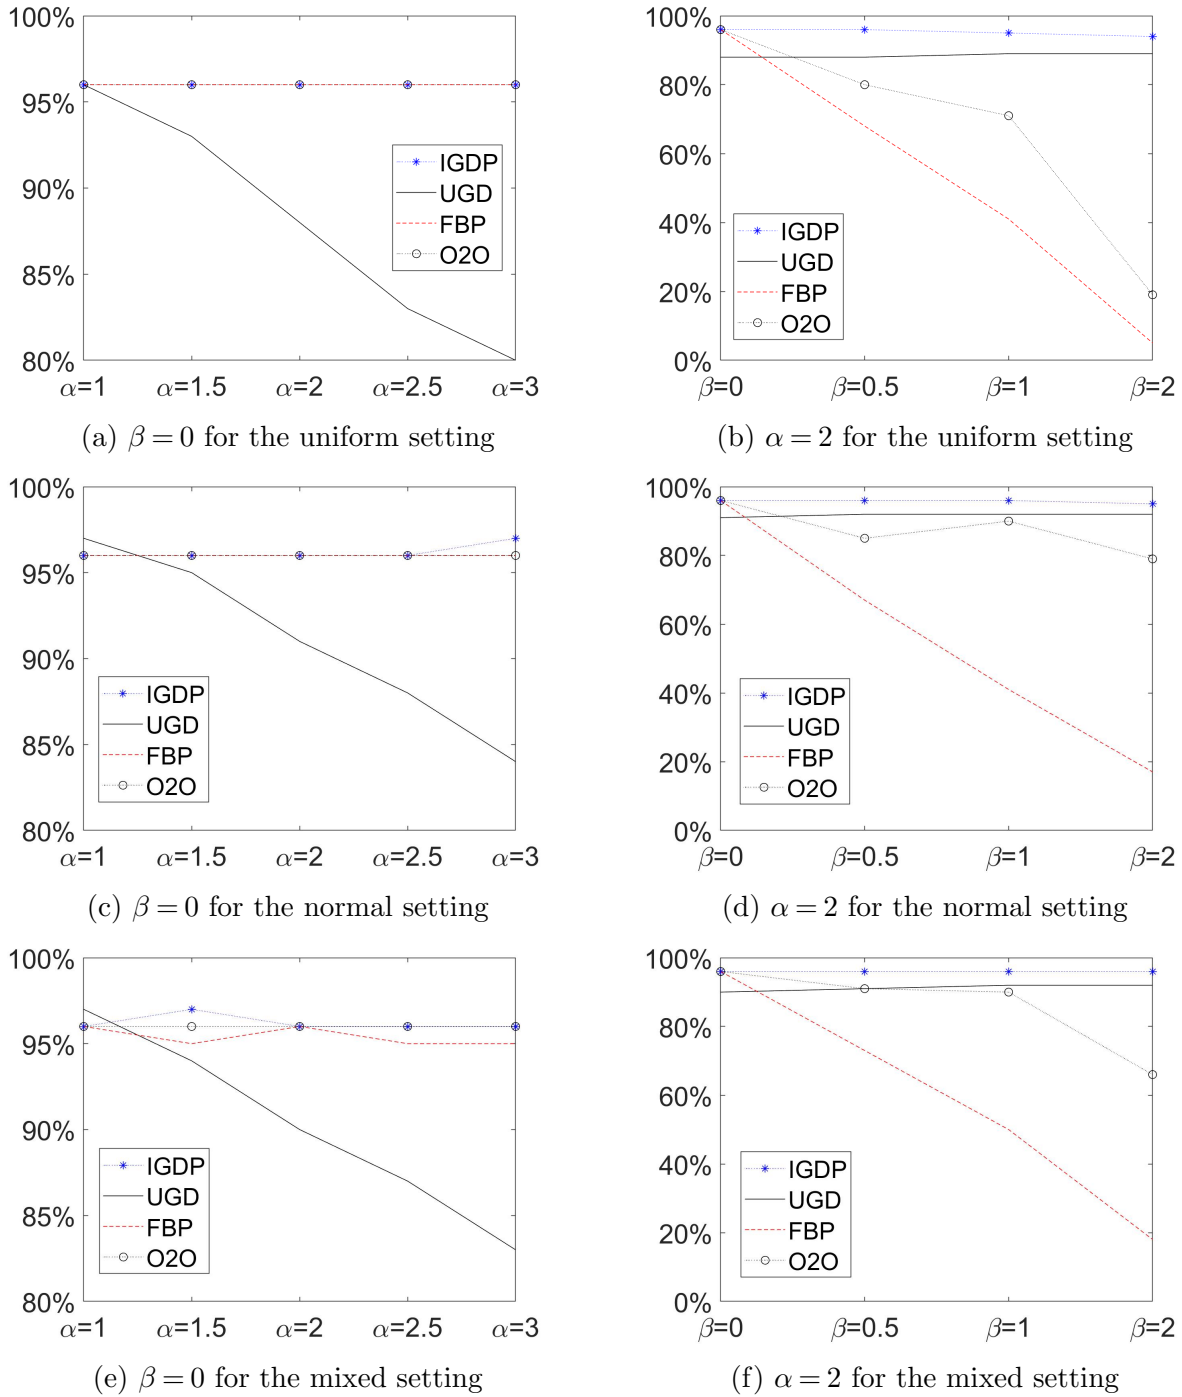 100%
95%
90%
85%
80%
IGDP
UGD
FBP
O2O
α=1 α=1.5 α=2 α=2.5 α=3
(a) β = 0 for the uniform setting
100%
80%
60%
40%
20%
0%
IGDP
UGD
FBP
O2O
β=0 β=0.5 β=1 β=2
(b) α = 2 for the uniform setting
100%
95%
90%
85%
80%
IGDP
UGD
FBP
O2O
α=1 α=1.5 α=2 α=2.5 α=3
(c) β = 0 for the normal setting
100%
80%
60%
40%
20%
0%
IGDP
UGD
FBP
O2O
β=0 β=0.5 β=1 β=2
(d) α = 2 for the normal setting
100%
95%
90%
85%
80%
IGDP
UGD
FBP
O2O
α=1 α=1.5 α=2 α=2.5 α=3
(e) β = 0 for the mixed setting
100%
80%
60%
40%
20%
0%
IGDP
UGD
FBP
O2O
β=0 β=0.5 β=1 β=2
(f) α = 2 for the mixed setting